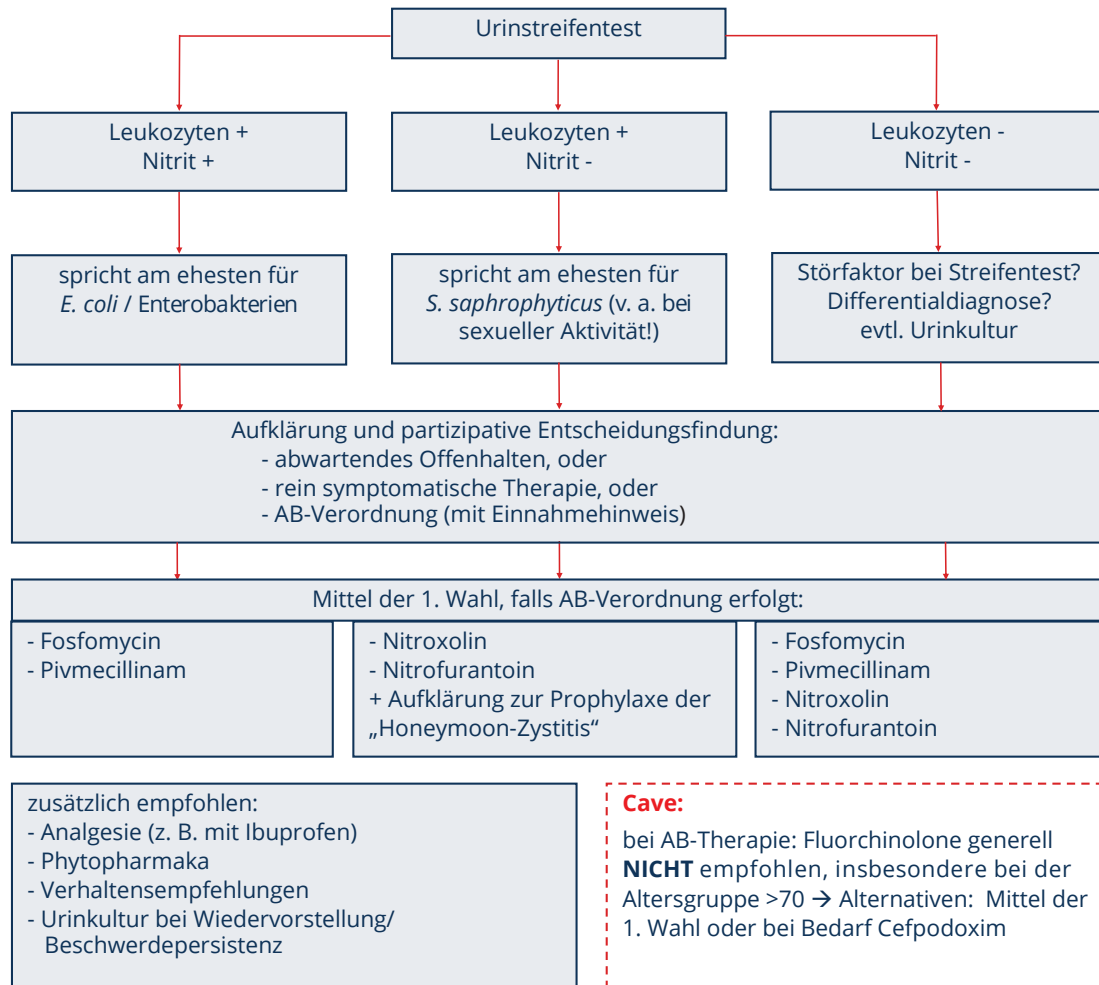 Urinstreifentest
Leukozyten +
Nitrit +
Leukozyten +
Nitrit -
Leukozyten -
Nitrit -
spricht am ehesten für
E. coli / Enterobakterien
spricht am ehesten für
S. saphrophyticus (v. a. bei
sexueller Aktivität!)
Störfaktor bei Streifentest?
Differentialdiagnose?
evtl. Urinkultur
Aufklärung und partizipative Entscheidungsfindung:
- abwartendes Offenhalten, oder
- rein symptomatische Therapie, oder
- AB-Verordnung (mit Einnahmehinweis)
Mittel der 1. Wahl, falls AB-Verordnung erfolgt:
- Fosfomycin
- Pivmecillinam
- Nitroxolin
- Nitrofurantoin
+ Aufklärung zur Prophylaxe der
„Honeymoon-Zystitis“
- Fosfomycin
- Pivmecillinam
- Nitroxolin
- Nitrofurantoin
zusätzlich empfohlen:
- Analgesie (z. B. mit Ibuprofen)
- Phytopharmaka
- Verhaltensempfehlungen
- Urinkultur bei Wiedervorstellung/
Beschwerdepersistenz
Cave:
bei AB-Therapie: Fluorchinolone generell
NICHT empfohlen, insbesondere bei der
Altersgruppe >70 → Alternativen: Mittel der
1. Wahl oder bei Bedarf Cefpodoxim